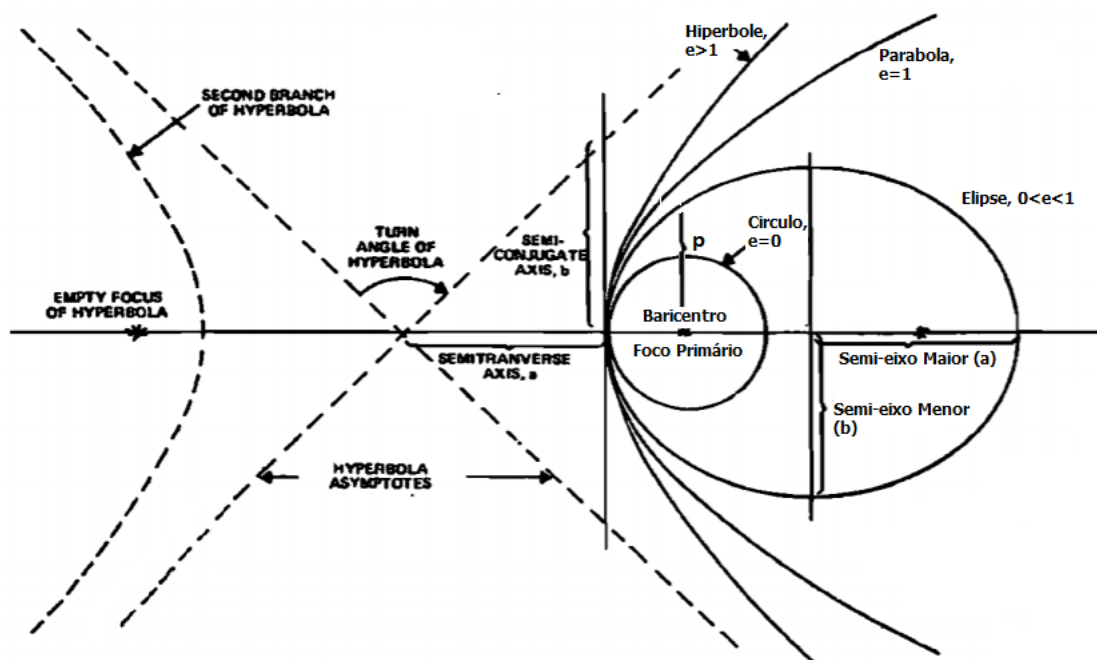 Hiperbole,
e>1
Parabola,
e=1
SECOND BRANCH
OF HYPERBOLA
Elipse, 0<e<1
Circulo,
e=0
TURN
ANGLE OF
HYPERBOLA
SEMI-
CONJUGATE
AXIS, b
p
EMPTY FOCUS
OF HYPERBOLA
Baricentro
Foco Primário
SEMITRANVERSE
AXIS, a
Semi-eixo Maior (a)
Semi-eixo Menor
(b)
HYPERBOLA
ASYMPTOTES